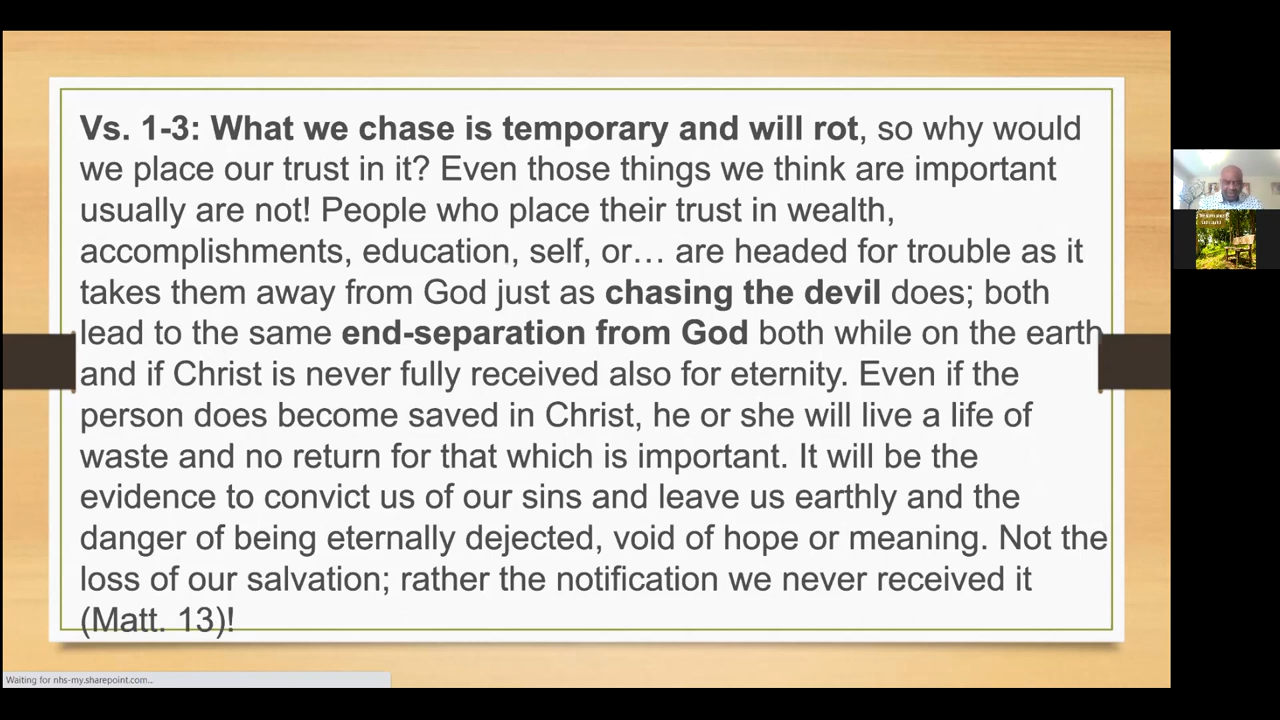 Vs. 1-3: What we chase is temporary and will rot, so why would
we place our trust in it? Even those things we think are important
usually are not! People who place their trust in wealth,
accomplishments, education, self, or… are headed for trouble as it
takes them away from God just as chasing the devil does; both
lead to the same end-separation from God both while on the earth
and if Christ is never fully received also for eternity. Even if the
person does become saved in Christ, he or she will live a life of
waste and no return for that which is important. It will be the
evidence to convict us of our sins and leave us earthly and the
danger of being eternally dejected, void of hope or meaning. Not the
loss of our salvation; rather the notification we never received it
(Matt. 13)!
Waiting for nhs-my.sharepoint.com...